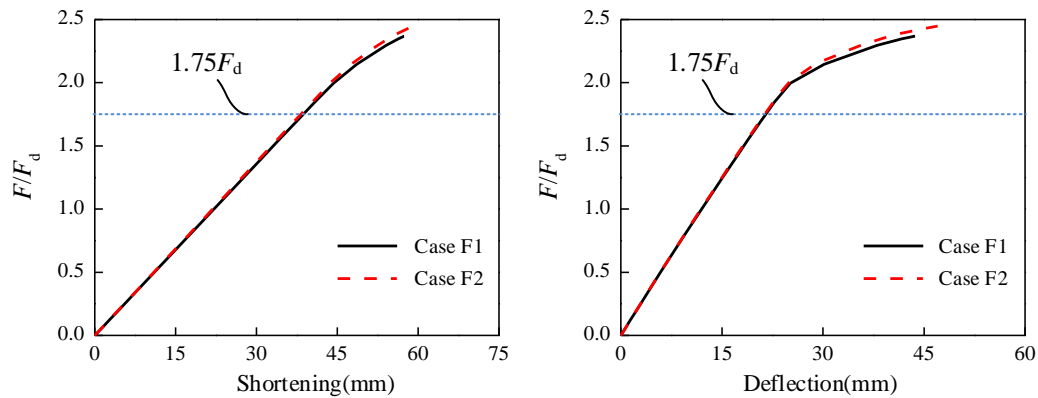 2.5
2.0
1.5
1.0
0.5
0.0
F/Fd
1.75Fd
Case F1
Case F2
0 15 30 45 60 75
Shortening(mm)
2.5
2.0
1.5
1.0
0.5
0.0
F/Fd
1.75Fd
Case F1
Case F2
0 15 30 45 60
Deflection(mm)